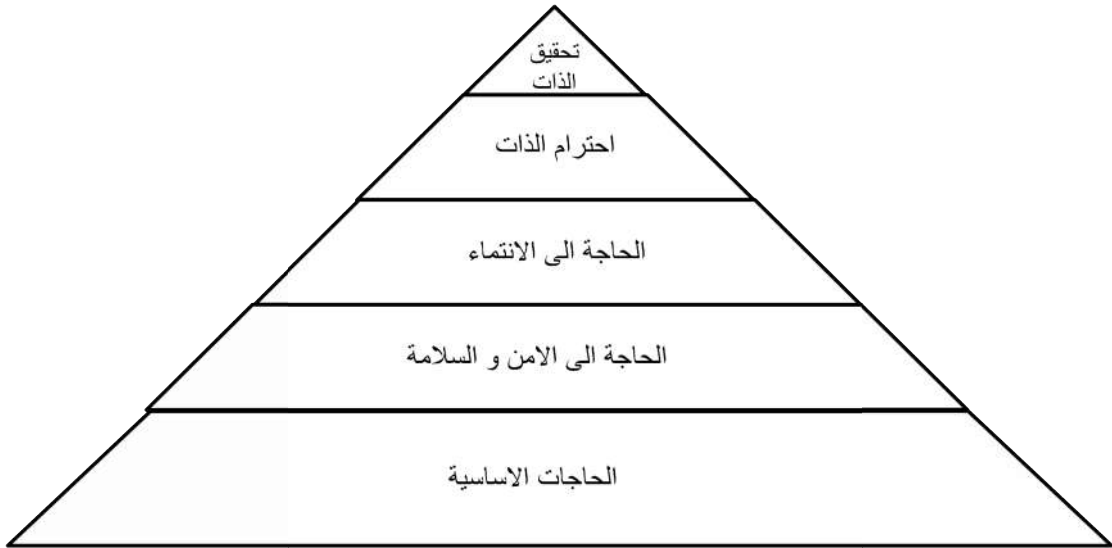 تحقيق
الذات
احترام الذات
الحاجة الى الانتماء
الحاجة الى الامن و السلامة
الحاجات الاساسية